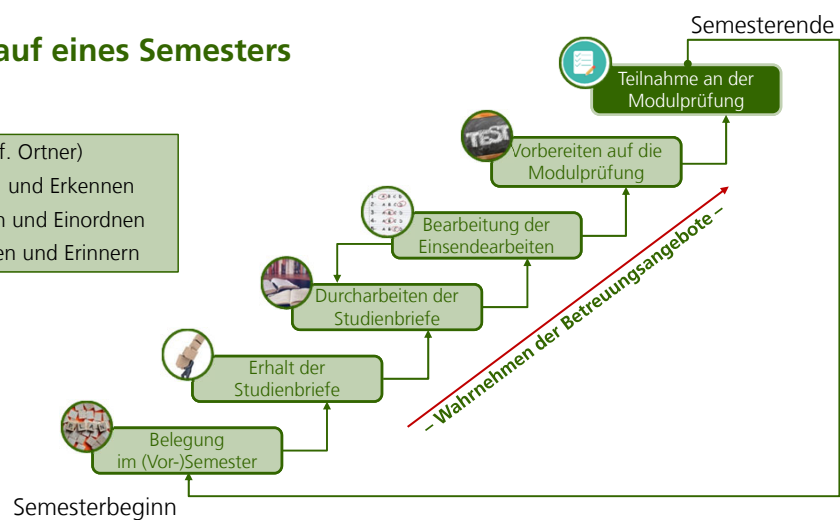 Semesterende
auf eines Semesters
Teilnahme an der
Modulprüfung
TEST
Vorbereiten auf die
Modulprüfung
f. Ortner)
und Erkennen
n und Einordnen
en und Erinnern
Bearbeitung der
Einsendearbeiten
Durcharbeiten der
Studienbriefe
– Wahrnehmen der Betreuungsangebote –
Erhalt der
Studienbriefe
Belegung
im (Vor-)Semester
Semesterbeginn